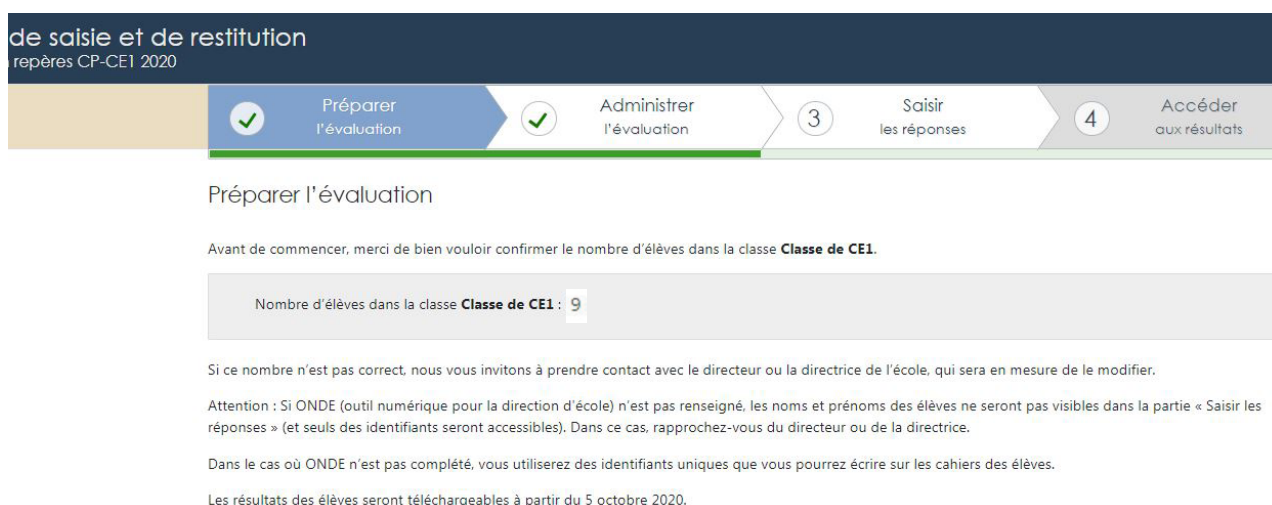 de saisie et de restitution
repères CP-CE1 2020
Préparer
l'évaluation
Administrer
l'évaluation
3
Saisir
les réponses
4
Accéder
aux résultats
Préparer l'évaluation
Avant de commencer, merci de bien vouloir confirmer le nombre d'élèves dans la classe Classe de CE1.
Nombre d'élèves dans la classe Classe de CE1 : 9
Si ce nombre n'est pas correct, nous vous invitons à prendre contact avec le directeur ou la directrice de l'école, qui sera en mesure de le modifier.
Attention : Si ONDE (outil numérique pour la direction d'école) n'est pas renseigné, les noms et prénoms des élèves ne seront pas visibles dans la partie « Saisir les
réponses » (et seuls des identifiants seront accessibles). Dans ce cas, rapprochez-vous du directeur ou de la directrice.
Dans le cas où ONDE n'est pas complété, vous utiliserez des identifiants uniques que vous pourrez écrire sur les cahiers des élèves.
Les résultats des élèves seront téléchargeables à partir du 5 octobre 2020.